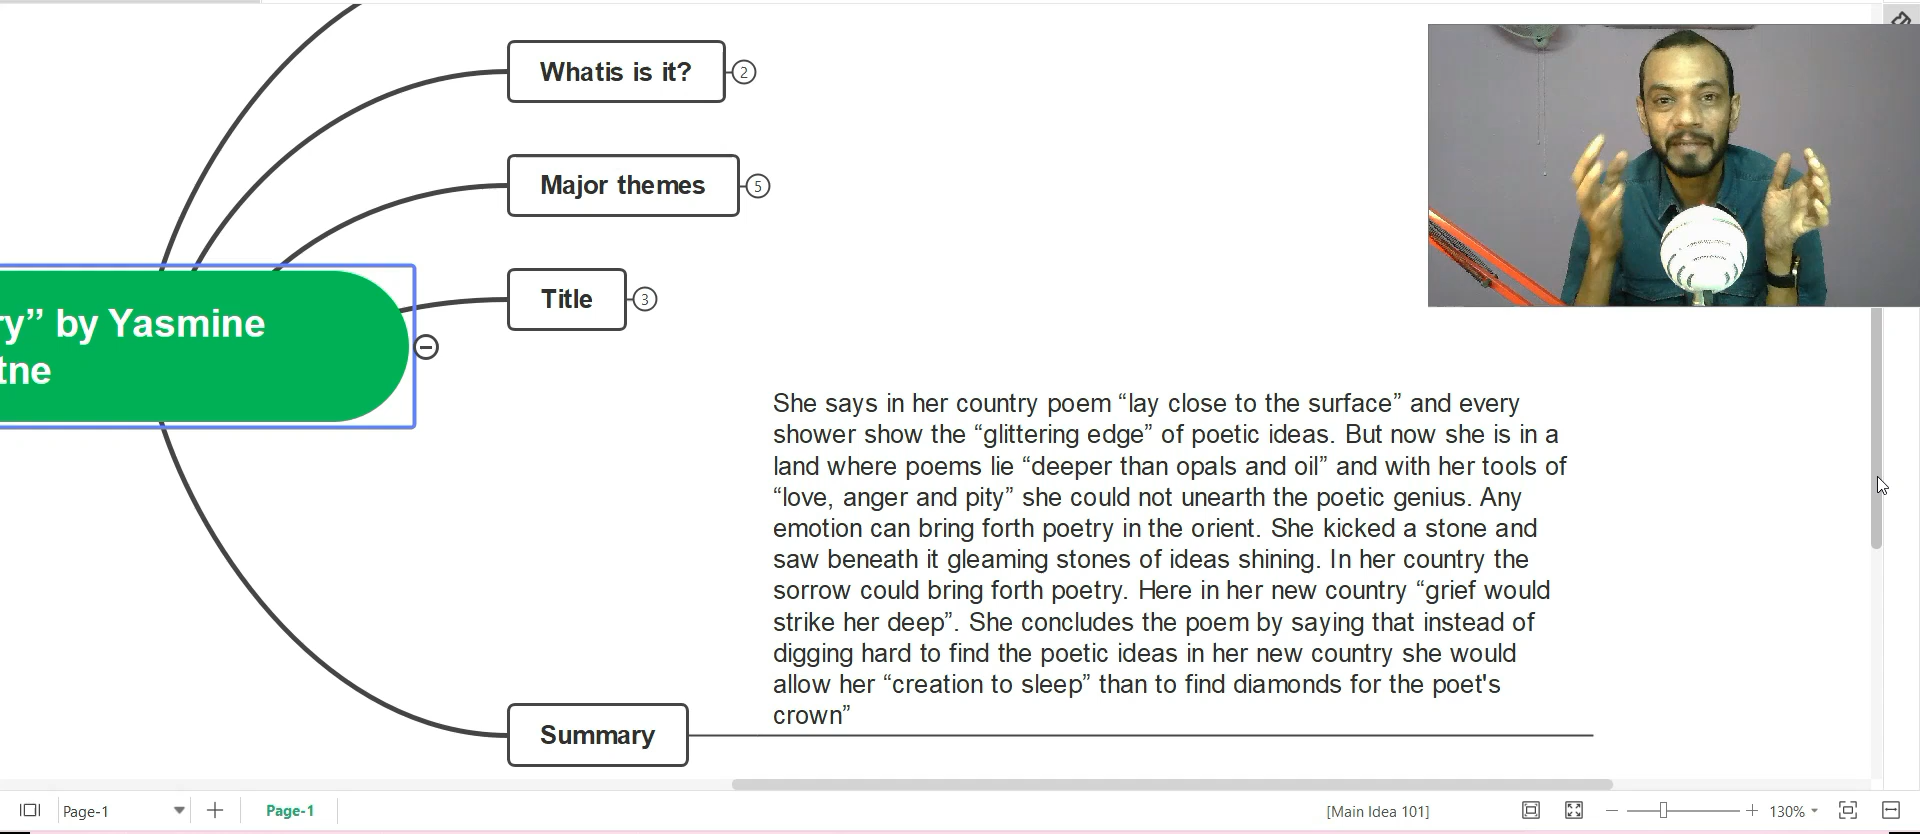 Whatis is it?
2
Major themes
5
Title
3
ry” by Yasmine
tne
She says in her country poem “lay close to the surface” and every
shower show the “glittering edge” of poetic ideas. But now she is in a
land where poems lie “deeper than opals and oil” and with her tools of
“love, anger and pity” she could not unearth the poetic genius. Any
emotion can bring forth poetry in the orient. She kicked a stone and
saw beneath it gleaming stones of ideas shining. In her country the
sorrow could bring forth poetry. Here in her new country “grief would
strike her deep”. She concludes the poem by saying that instead of
digging hard to find the poetic ideas in her new country she would
allow her “creation to sleep” than to find diamonds for the poet's
crown”
Summary
Page-1
Page-1
[Main Idea 101]
130%